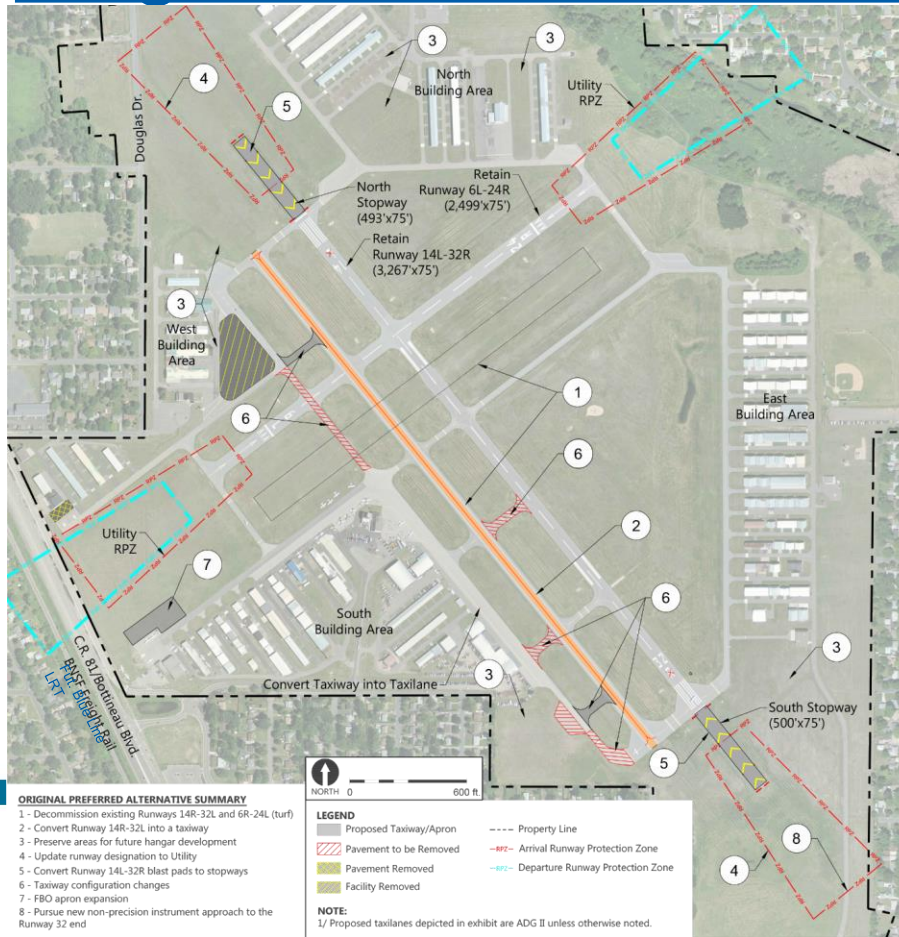 Douglas Dr.
4
5
3
North
Building Area
3
Utility
RPZ
North
Stopway
(493'x75')
Retain
Runway 6L-24R
(2,499'x75')
Retain
Runway 14L-32R
(3,267'x75')
3
West
Building
Area
6
1
6
2
East
Building Area
Utility
RPZ
7
South
Building Area
6
3
3
Convert Taxiway into Taxilane
South Stopway
(500'x75')
5
4
8
C.R. 81/Bottineau Blvd.
BNSF Freight Rail
Fut. Blue Line
LRT
ORIGINAL PREFERRED ALTERNATIVE SUMMARY
1 - Decommission existing Runways 14R-32L and 6R-24L (turf)
2 - Convert Runway 14R-32L into a taxiway
3 - Preserve areas for future hangar development
4 - Update runway designation to Utility
5 - Convert Runway 14L-32R blast pads to stopways
6 - Taxiway configuration changes
7 - FBO apron expansion
8 - Pursue new non-precision instrument approach to the
Runway 32 end
NORTH 0 600 ft.
LEGEND
Proposed Taxiway/Apron
Pavement to be Removed
Pavement Removed
Facility Removed
Property Line
RPZ Arrival Runway Protection Zone
RPZ Departure Runway Protection Zone
NOTE:
1/ Proposed taxilanes depicted in exhibit are ADG II unless otherwise noted.